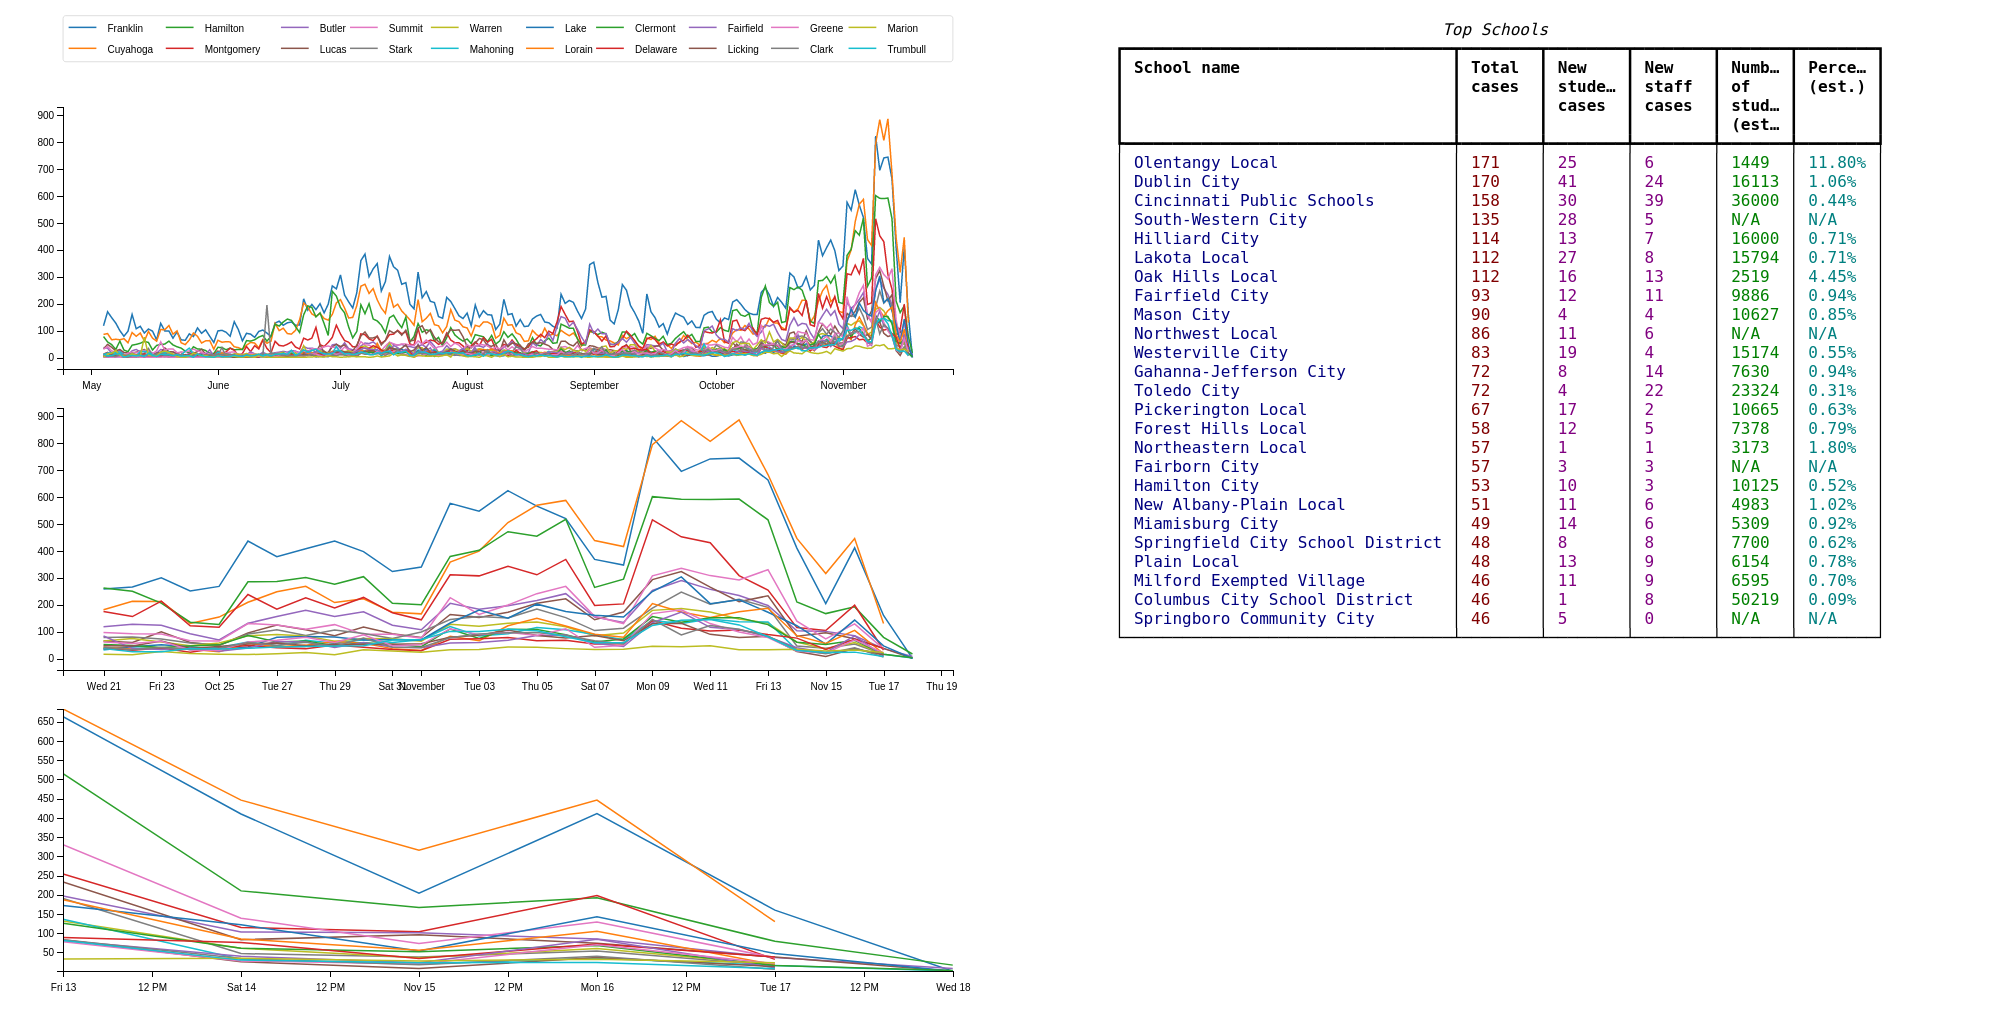 Franklin Hamilton Butler Summit Warren Lake Clermont Fairfield Greene Marion
Cuyahoga Montgomery Lucas Stark Mahoning Lorain Delaware Licking Clark Trumbull
900
800
700
600
500
400
300
200
100
0
May June July August September October November
900
800
700
600
500
400
300
200
100
0
Wed 21 Fri 23 Oct 25 Tue 27 Thu 29 Sat 31 November Tue 03 Thu 05 Sat 07 Mon 09 Wed 11 Fri 13 Nov 15 Tue 17 Thu 19
650
600
550
500
450
400
350
300
250
200
150
100
50
Fri 13 12 PM Sat 14 12 PM Nov 15 12 PM Mon 16 12 PM Tue 17 12 PM Wed 18
Top Schools
School name Total New New Numb… Perce…
cases stude… staff of (est.)
cases cases stud…
(est…
Olentangy Local 171 25 6 1449 11.80%
Dublin City 170 41 24 16113 1.06%
Cincinnati Public Schools 158 30 39 36000 0.44%
South-Western City 135 28 5 N/A N/A
Hilliard City 114 13 7 16000 0.71%
Lakota Local 112 27 8 15794 0.71%
Oak Hills Local 112 16 13 2519 4.45%
Fairfield City 93 12 11 9886 0.94%
Mason City 90 4 4 10627 0.85%
Northwest Local 86 11 6 N/A N/A
Westerville City 83 19 4 15174 0.55%
Gahanna-Jefferson City 72 8 14 7630 0.94%
Toledo City 72 4 22 23324 0.31%
Pickerington Local 67 17 2 10665 0.63%
Forest Hills Local 58 12 5 7378 0.79%
Northeastern Local 57 1 1 3173 1.80%
Fairborn City 57 3 3 N/A N/A
Hamilton City 53 10 3 10125 0.52%
New Albany-Plain Local 51 11 6 4983 1.02%
Miamisburg City 49 14 6 5309 0.92%
Springfield City School District 48 8 8 7700 0.62%
Plain Local 48 13 9 6154 0.78%
Milford Exempted Village 46 11 9 6595 0.70%
Columbus City School District 46 1 8 50219 0.09%
Springboro Community City 46 5 0 N/A N/A